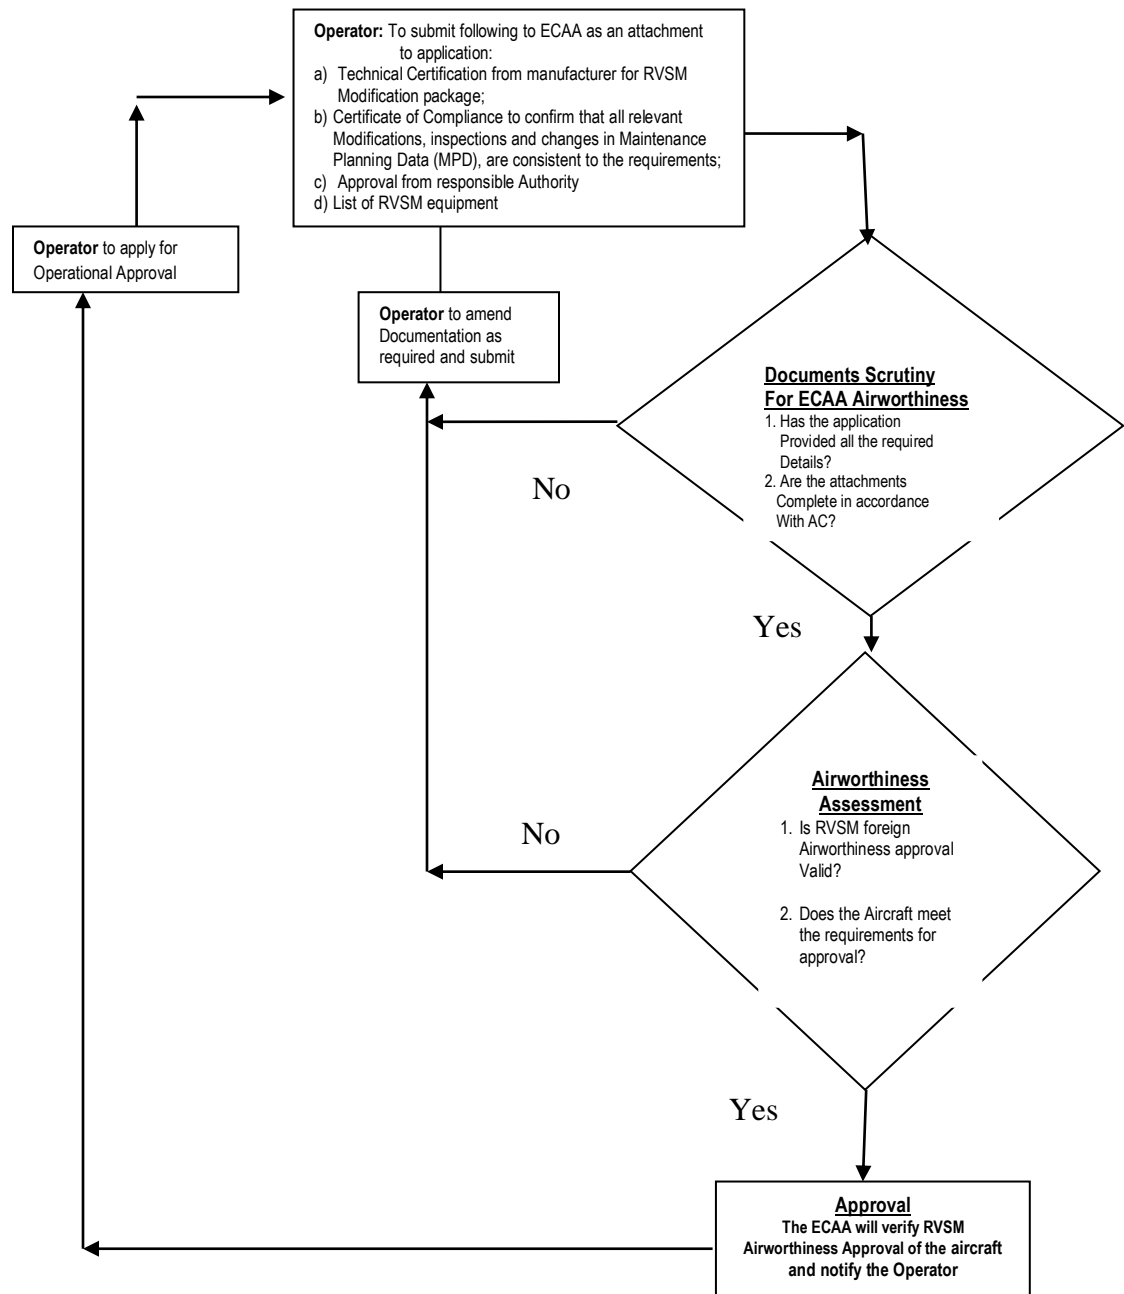 Operator: To submit following to ECAA as an attachment
to application:
a) Technical Certification from manufacturer for RVSM
Modification package;
b) Certificate of Compliance to confirm that all relevant
Modifications, inspections and changes in Maintenance
Planning Data (MPD), are consistent to the requirements;
c) Approval from responsible Authority
d) List of RVSM equipment
Operator to apply for
Operational Approval
Operator to amend
Documentation as
required and submit
Documents Scrutiny
For ECAA Airworthiness
1. Has the application
Provided all the required
Details?
2. Are the attachments
Complete in accordance
With AC?
No
Yes
Airworthiness
Assessment
1. Is RVSM foreign
Airworthiness approval
Valid?
2. Does the Aircraft meet
the requirements for
approval?
No
Yes
Approval
The ECAA will verify RVSM
Airworthiness Approval of the aircraft
and notify the Operator